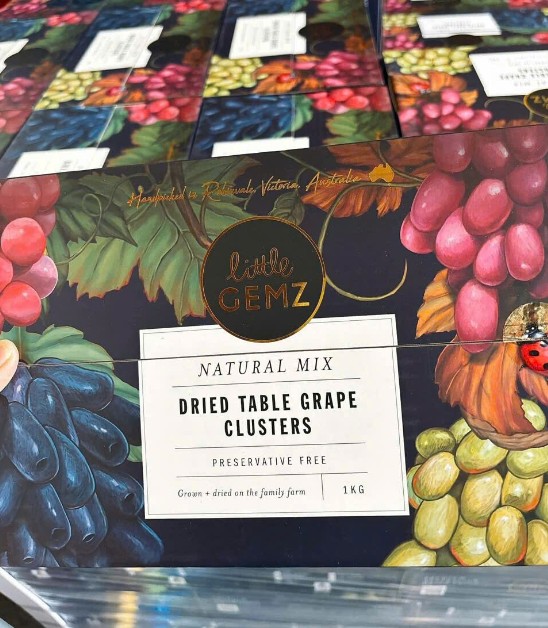 Handpicked in Robinvale, Victoria, Australia
little
GEMZ
NATURAL MIX
DRIED TABLE GRAPE
CLUSTERS
PRESERVATIVE FREE
Grown + dried on the family farm
1KG